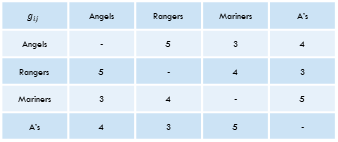 g_ij Angels Rangers Mariners A's
Angels - 5 3 4
Rangers 5 - 4 3
Mariners 3 4 - 5
A's 4 3 5 -